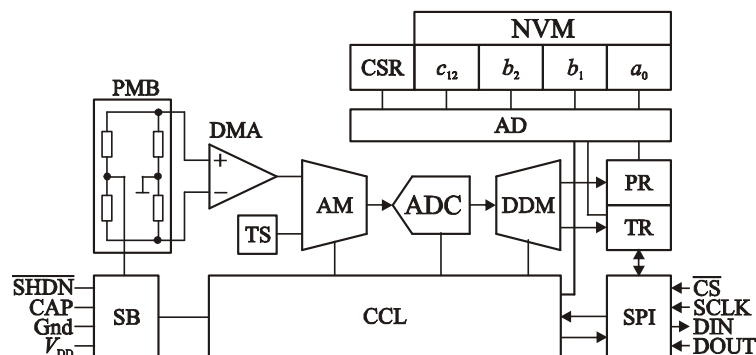 NVM
CSR c₁₂ b₂ b₁ a₀
PMB
AD
DMA
+
−
AM
ADC
DDM
PR
TS
TR
SHDN
CAP
Gnd
V_DD
SB
CCL
SPI
CS
SCLK
DIN
DOUT